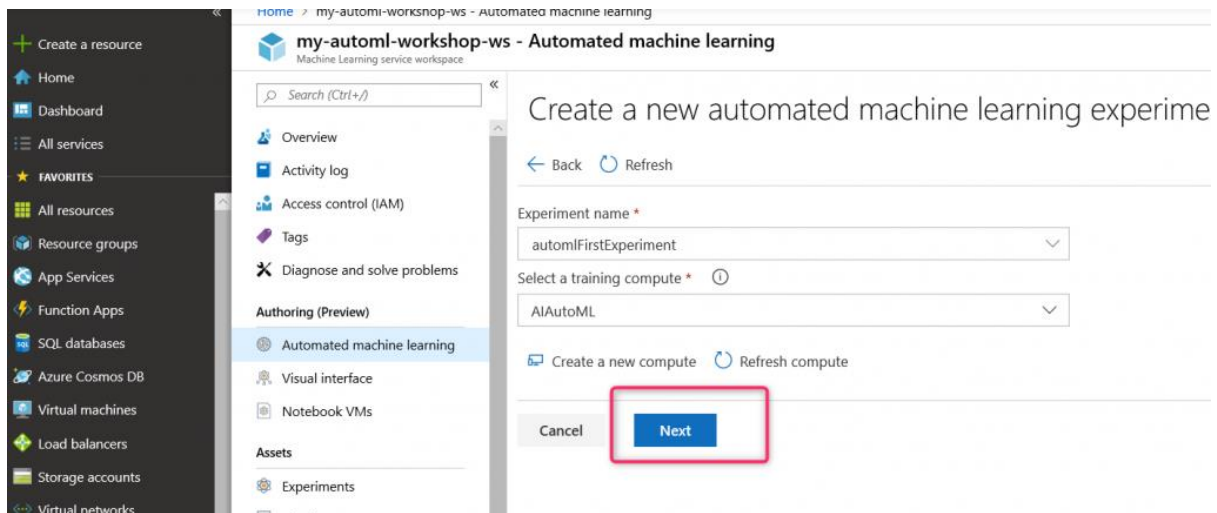 Home > my-automl-workshop-ws - Automated machine learning
my-automl-workshop-ws - Automated machine learning
Machine Learning service workspace
«
Create a resource
Home
Dashboard
All services
FAVORITES
All resources
Resource groups
App Services
Function Apps
SQL databases
Azure Cosmos DB
Virtual machines
Load balancers
Storage accounts
Virtual networks
Search (Ctrl+/)
«
Overview
Activity log
Access control (IAM)
Tags
Diagnose and solve problems
Authoring (Preview)
Automated machine learning
Visual interface
Notebook VMs
Assets
Experiments
Create a new automated machine learning experime
Back Refresh
Experiment name *
automlFirstExperiment
Select a training compute *
AIAutoML
Create a new compute Refresh compute
Cancel Next